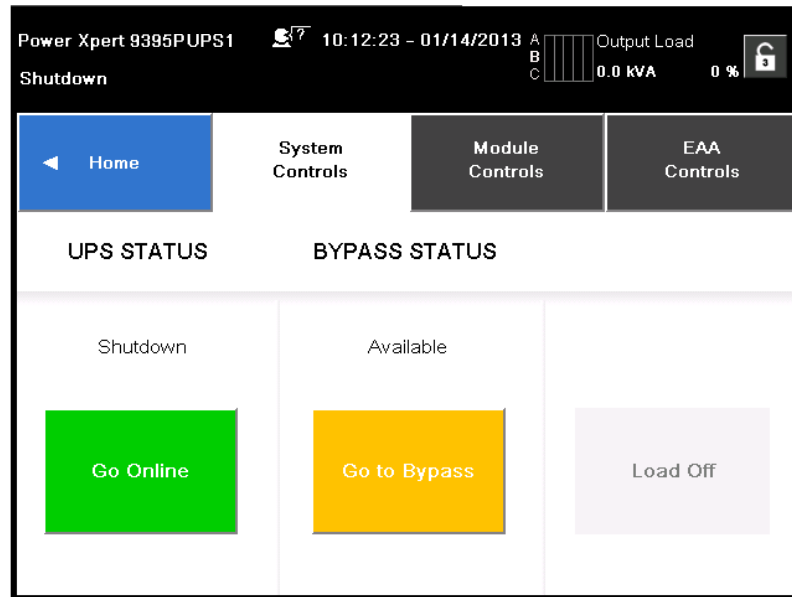 Power Xpert 9395PUPS1
? 10:12:23 - 01/14/2013
Shutdown
A
B
C
Output Load
0.0 kVA 0 %
3
Home
System
Controls
Module
Controls
EAA
Controls
UPS STATUS
BYPASS STATUS
Shutdown
Available
Go Online
Go to Bypass
Load Off